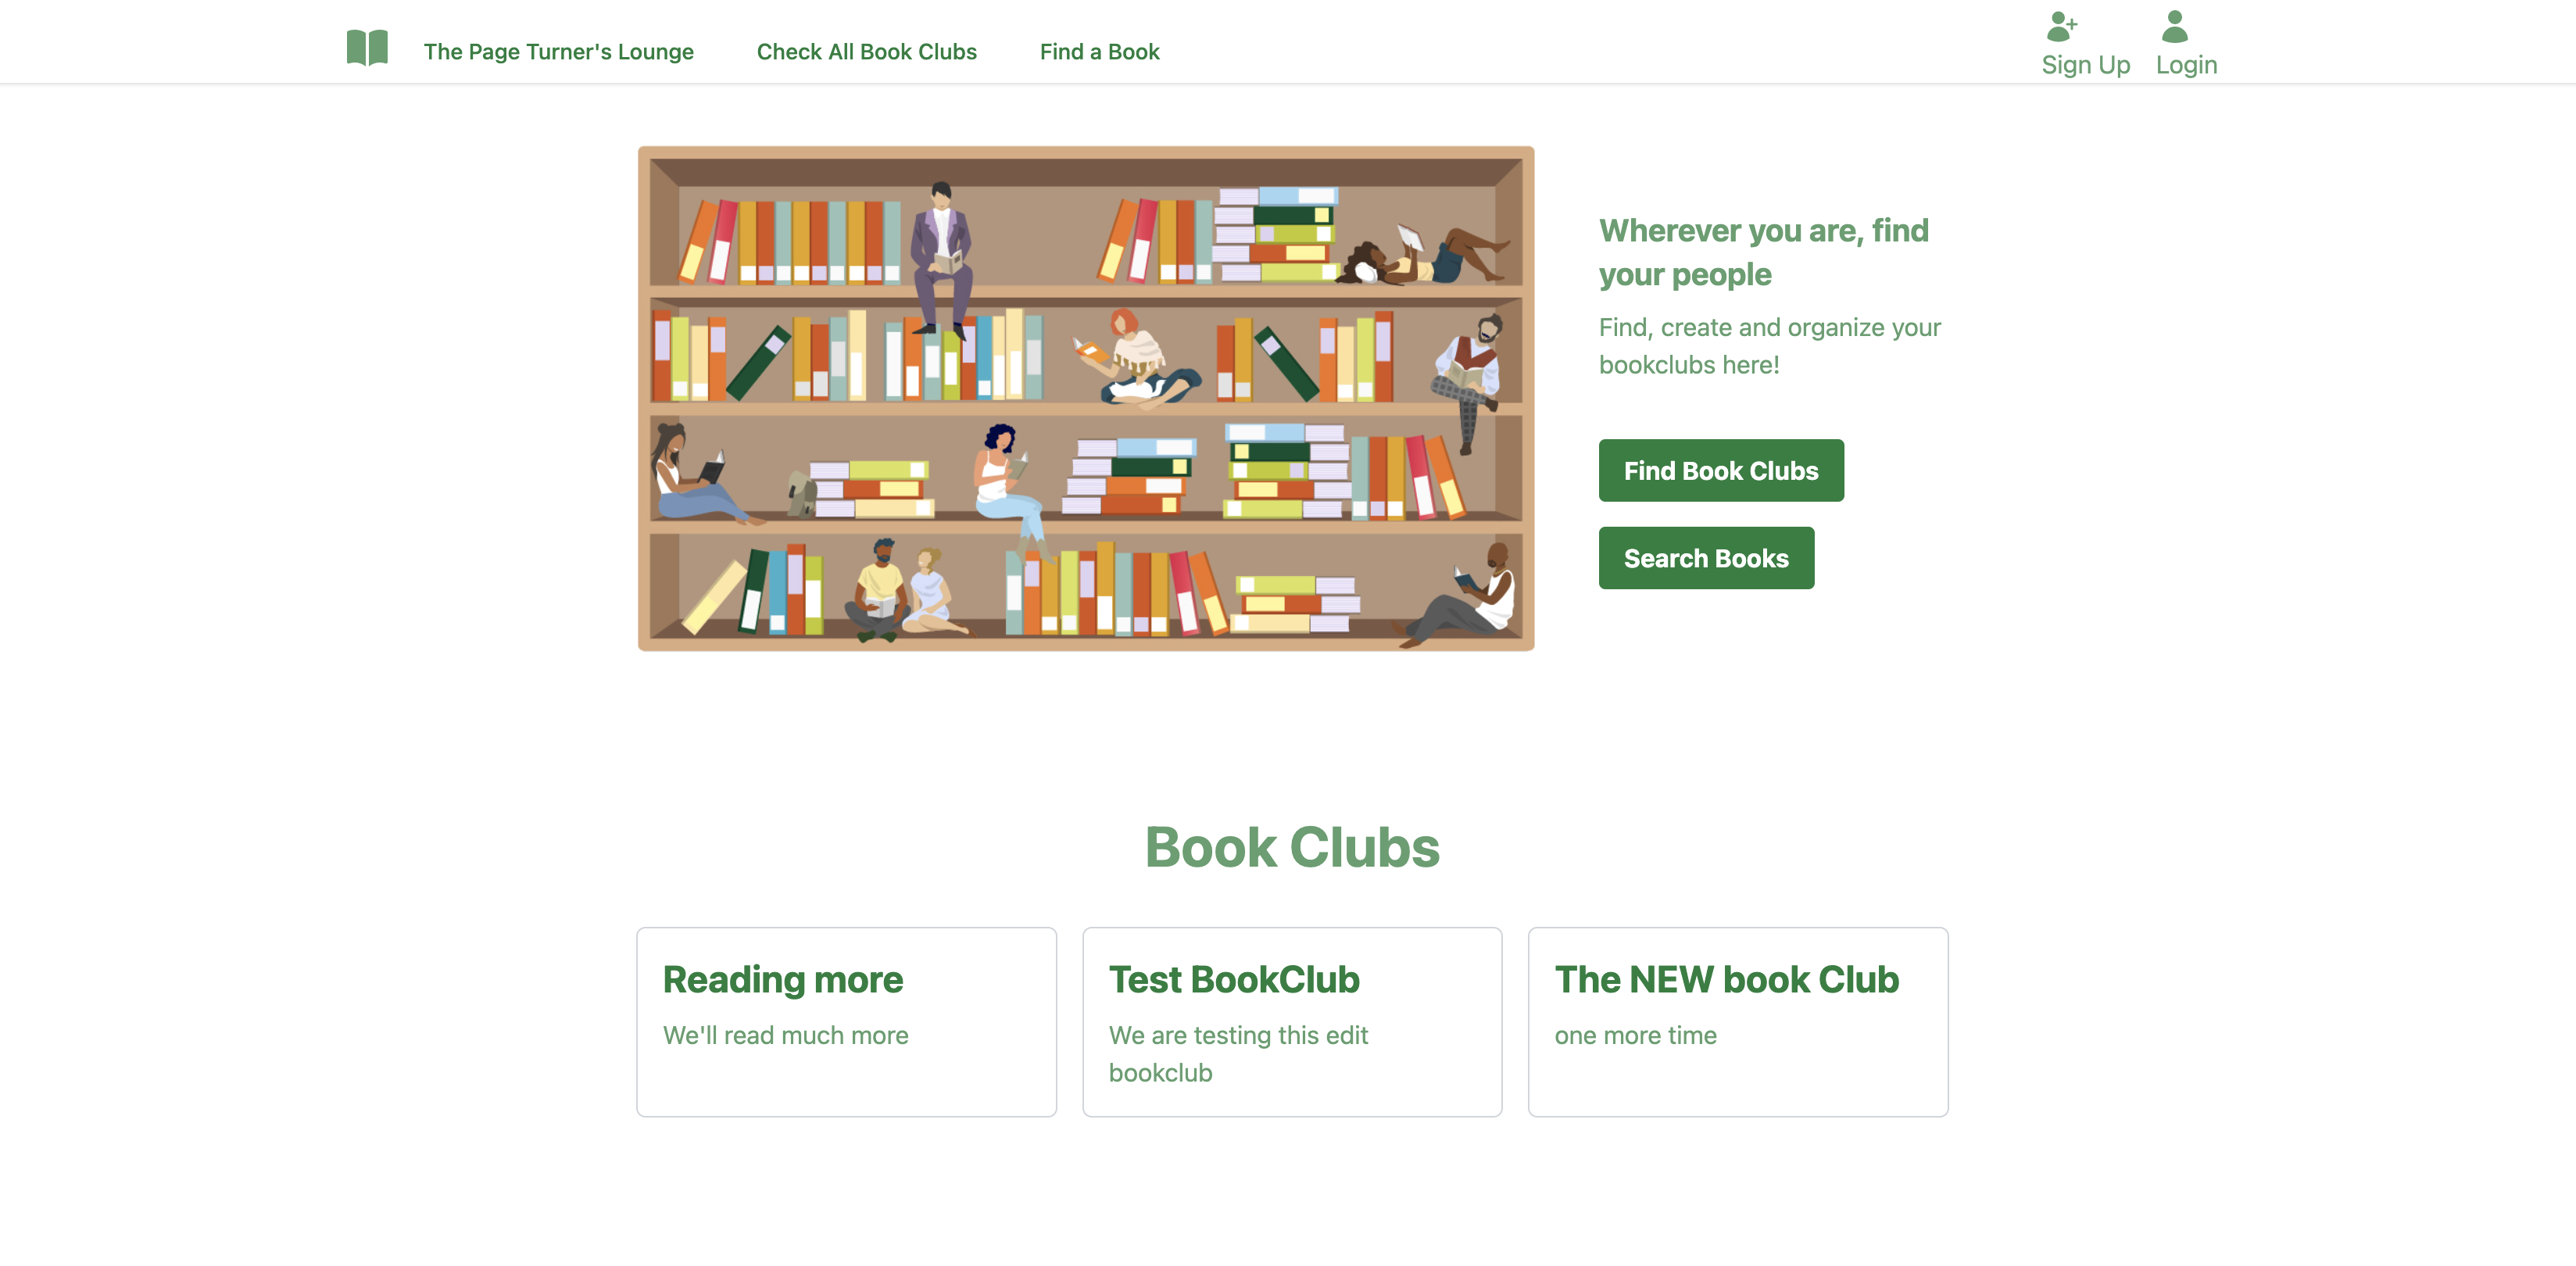 The Page Turner's Lounge
Check All Book Clubs
Find a Book
Sign Up
Login
Wherever you are, find
your people
Find, create and organize your
bookclubs here!
Find Book Clubs
Search Books
Book Clubs
Reading more
We'll read much more
Test BookClub
We are testing this edit
bookclub
The NEW book Club
one more time